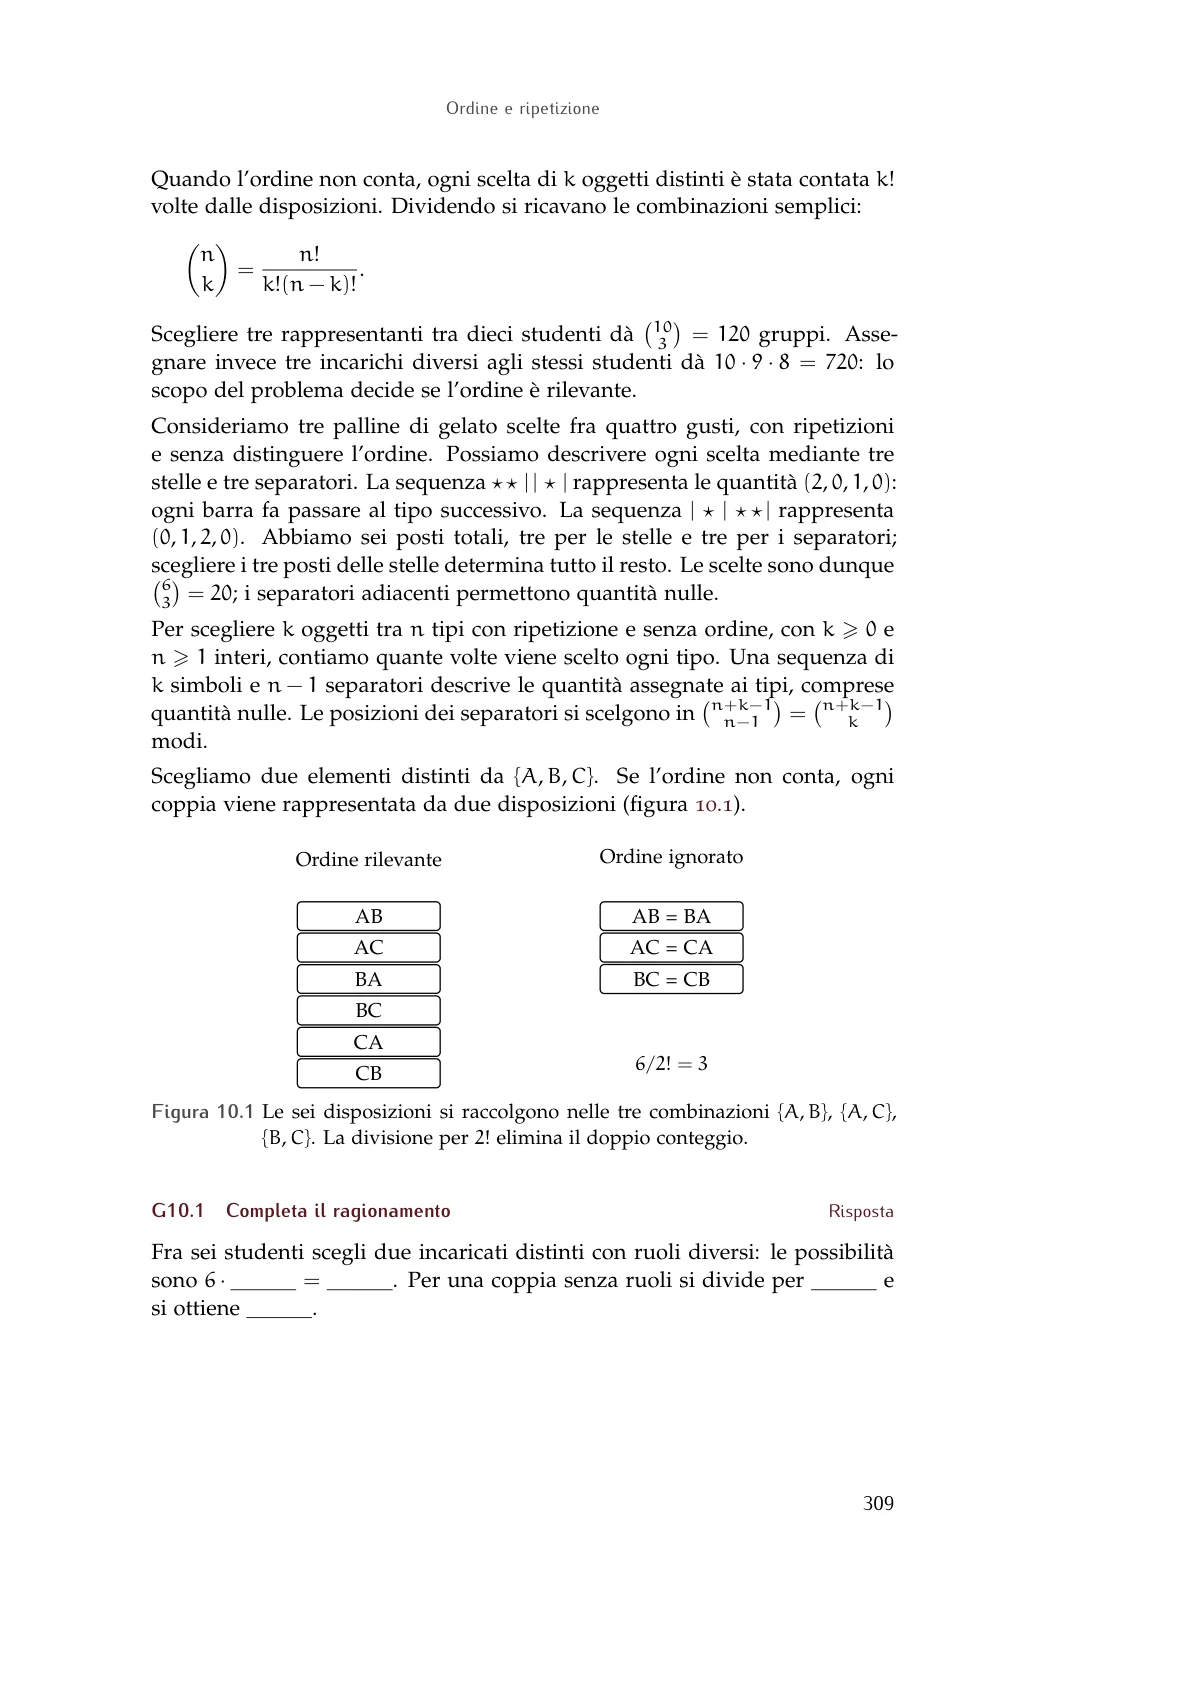 Ordine e ripetizione
Quando l'ordine non conta, ogni scelta di k oggetti distinti è stata contata k!
volte dalle disposizioni. Dividendo si ricavano le combinazioni semplici:
(n k) = n! / k!(n − k)!.
Scegliere tre rappresentanti tra dieci studenti dà (10 3) = 120 gruppi. Asse-
gnare invece tre incarichi diversi agli stessi studenti dà 10 · 9 · 8 = 720: lo
scopo del problema decide se l'ordine è rilevante.
Consideriamo tre palline di gelato scelte fra quattro gusti, con ripetizioni
e senza distinguere l'ordine. Possiamo descrivere ogni scelta mediante tre
stelle e tre separatori. La sequenza ⋆⋆ | | ⋆ | rappresenta le quantità (2, 0, 1, 0):
ogni barra fa passare al tipo successivo. La sequenza | ⋆ | ⋆⋆| rappresenta
(0, 1, 2, 0). Abbiamo sei posti totali, tre per le stelle e tre per i separatori;
scegliere i tre posti delle stelle determina tutto il resto. Le scelte sono dunque
(6 3) = 20; i separatori adiacenti permettono quantità nulle.
Per scegliere k oggetti tra n tipi con ripetizione e senza ordine, con k ⩾ 0 e
n ⩾ 1 interi, contiamo quante volte viene scelto ogni tipo. Una sequenza di
k simboli e n − 1 separatori descrive le quantità assegnate ai tipi, comprese
quantità nulle. Le posizioni dei separatori si scelgono in (n+k−1 n−1) = (n+k−1 k)
modi.
Scegliamo due elementi distinti da {A, B, C}. Se l'ordine non conta, ogni
coppia viene rappresentata da due disposizioni (figura 10.1).
Ordine rilevante
AB
AC
BA
BC
CA
CB
Ordine ignorato
AB = BA
AC = CA
BC = CB
6/2! = 3
Figura 10.1 Le sei disposizioni si raccolgono nelle tre combinazioni {A, B}, {A, C},
{B, C}. La divisione per 2! elimina il doppio conteggio.
G10.1 Completa il ragionamento Risposta
Fra sei studenti scegli due incaricati distinti con ruoli diversi: le possibilità
sono 6 · ______ = ______. Per una coppia senza ruoli si divide per ______ e
si ottiene ______.
309